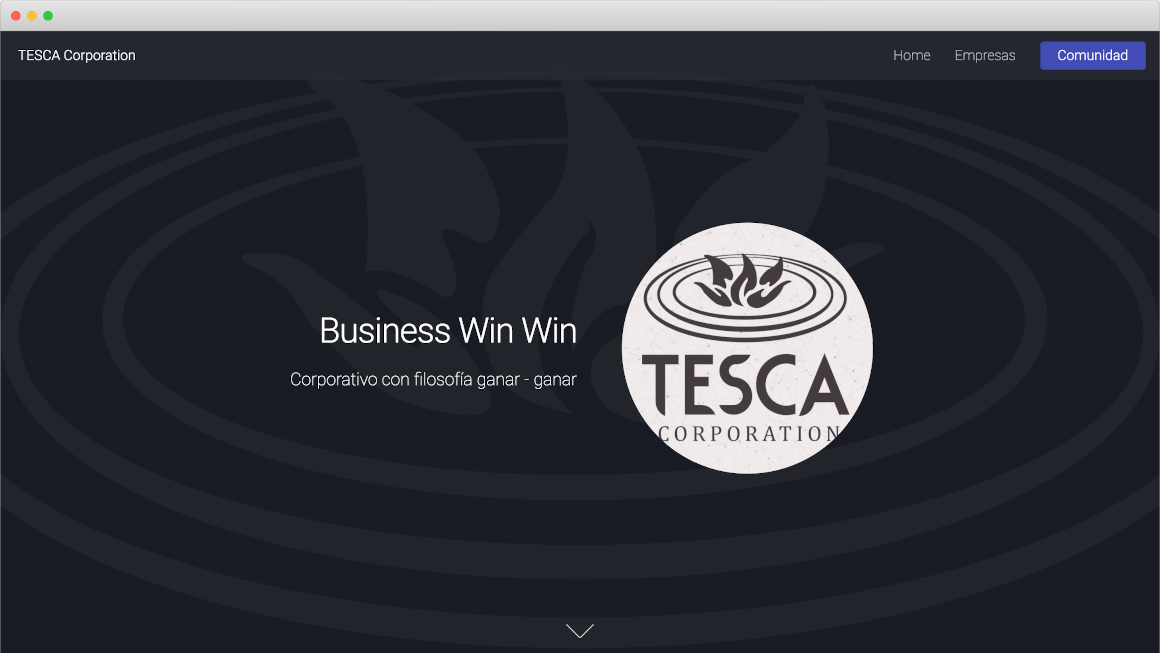 TESCA Corporation
Home
Empresas
Comunidad
Business Win Win
Corporativo con filosofía ganar - ganar
TESCA
CORPORATION